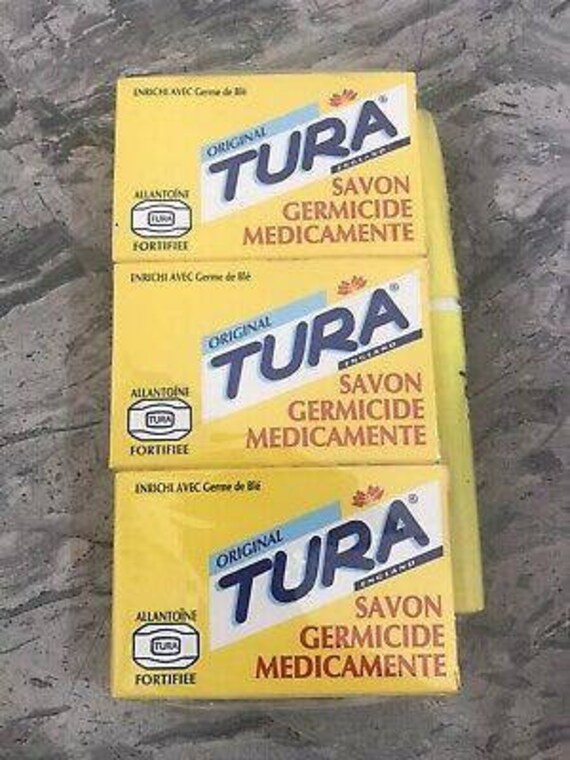 ENRICHI AVEC Germe de Blé
ORIGINAL
TURA®
ENGLAND
ALLANTOÏNE
TURA
FORTIFIEE
SAVON
GERMICIDE
MEDICAMENTE
ENRICHI AVEC Germe de Blé
ORIGINAL
TURA®
ENGLAND
ALLANTOÏNE
TURA
FORTIFIEE
SAVON
GERMICIDE
MEDICAMENTE
ENRICHI AVEC Germe de Blé
ORIGINAL
TURA®
ENGLAND
ALLANTOÏNE
TURA
FORTIFIEE
SAVON
GERMICIDE
MEDICAMENTE